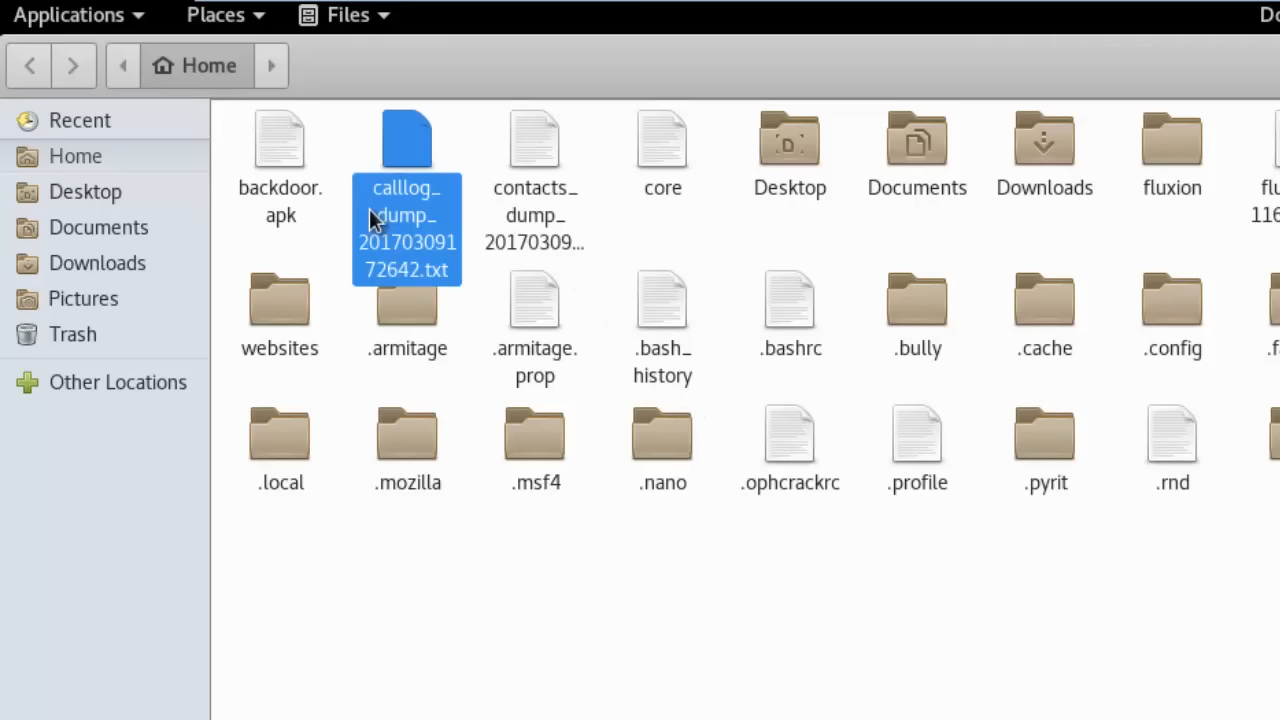 Applications
Places
Files
Home
Recent
Home
Desktop
Documents
Downloads
Pictures
Trash
Other Locations
backdoor.
apk
calllog_
dump_
201703091
72642.txt
contacts_
dump_
20170309...
core
Desktop
Documents
Downloads
fluxion
websites
.armitage
.armitage.
prop
.bash_
history
.bashrc
.bully
.cache
.config
.local
.mozilla
.msf4
.nano
.ophcrackrc
.profile
.pyrit
.rnd